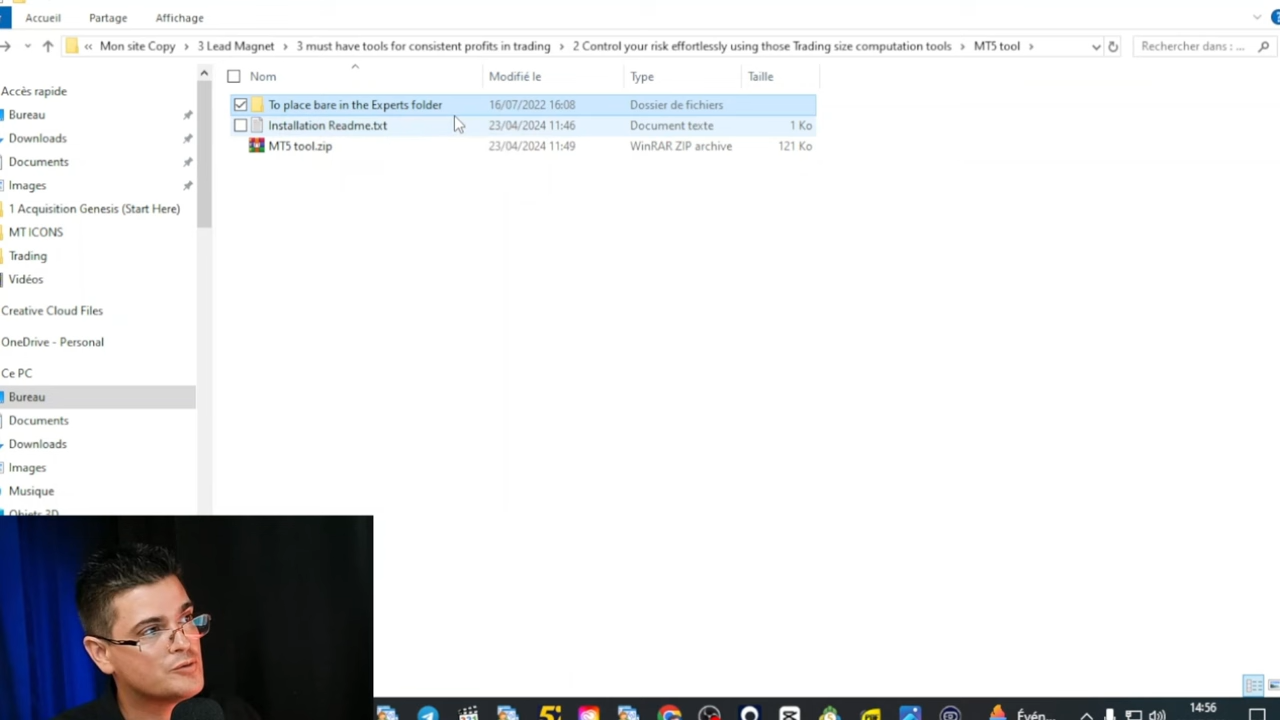 Accueil Partage Affichage
« Mon site Copy > 3 Lead Magnet > 3 must have tools for consistent profits in trading > 2 Control your risk effortlessly using those Trading size computation tools > MT5 tool > Rechercher dans : ...
Nom Modifié le Type Taille
To place bare in the Experts folder 16/07/2022 16:08 Dossier de fichiers
Installation Readme.txt 23/04/2024 11:46 Document texte 1 Ko
MT5 tool.zip 23/04/2024 11:49 WinRAR ZIP archive 121 Ko
Accès rapide
Bureau
Downloads
Documents
Images
1 Acquisition Genesis (Start Here)
MT ICONS
Trading
Vidéos
Creative Cloud Files
OneDrive - Personal
Ce PC
Bureau
Documents
Downloads
Images
Musique
Objets 3D
Évén... 14:56